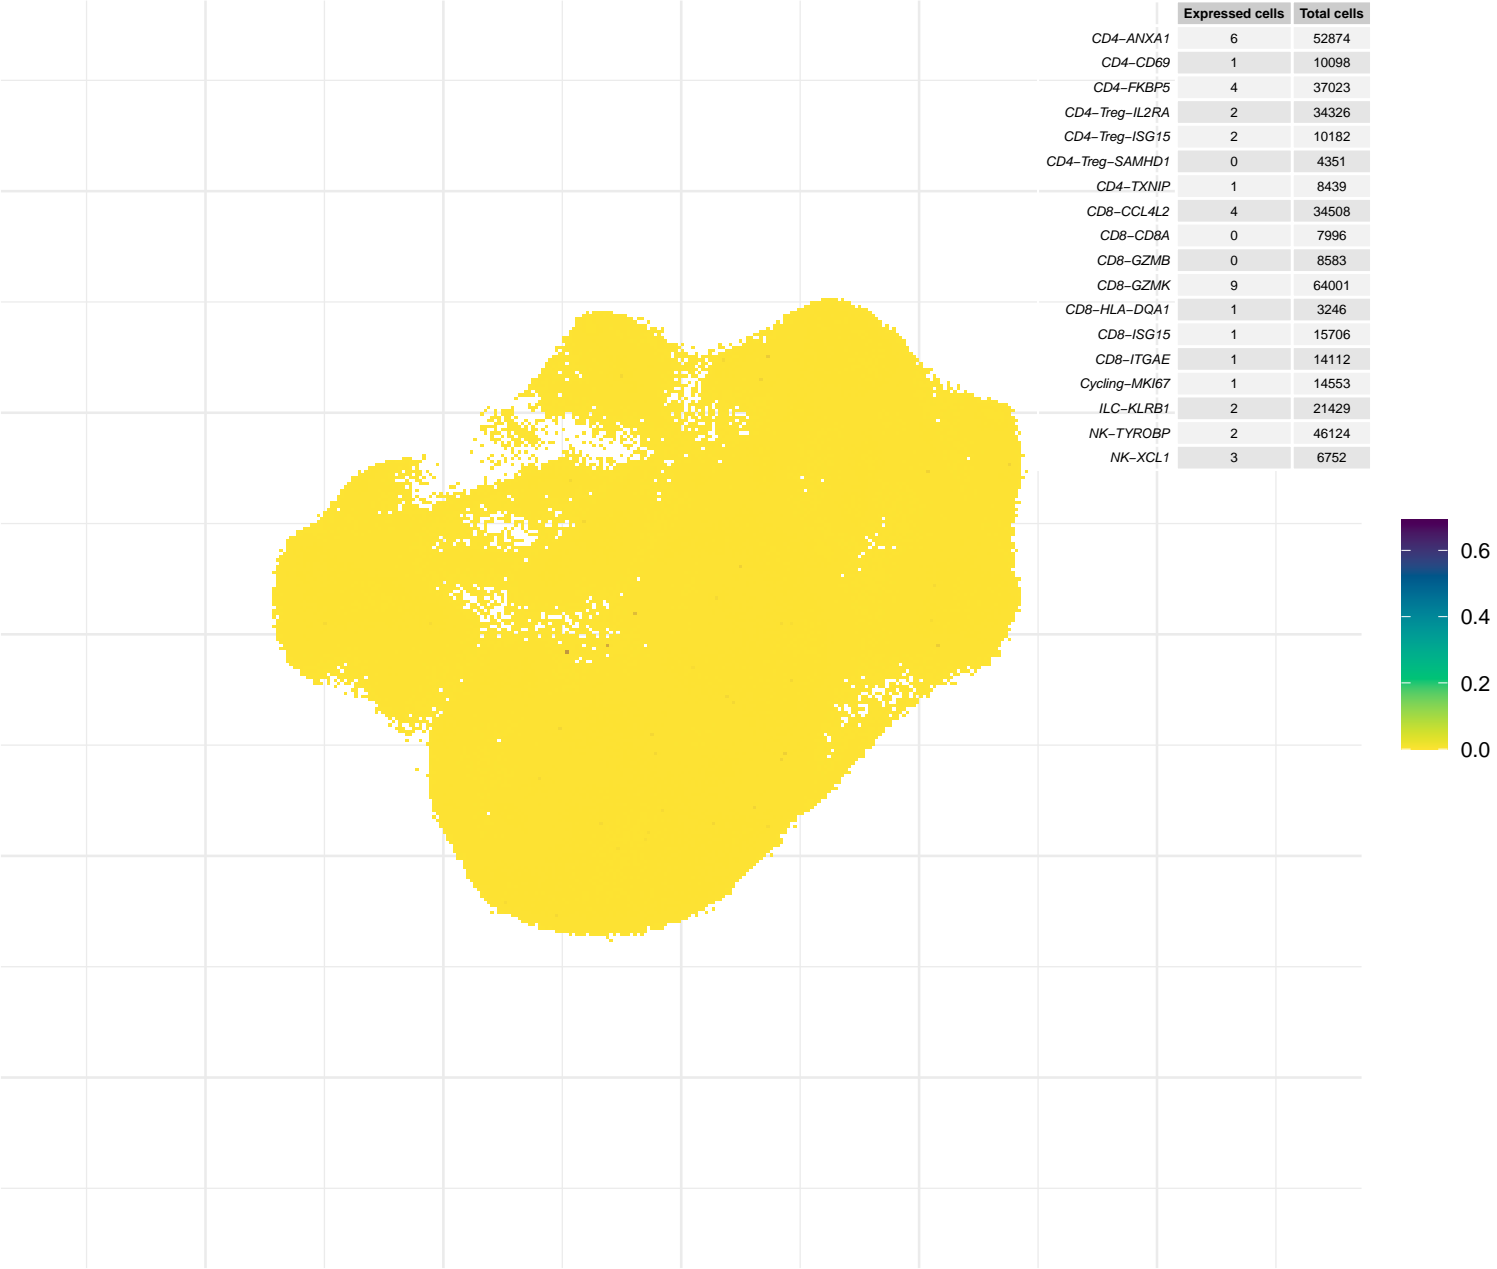 Expressed cells Total cells
CD4−ANXA1 6 52874
CD4−CD69 1 10098
CD4−FKBP5 4 37023
CD4−Treg−IL2RA 2 34326
CD4−Treg−ISG15 2 10182
CD4−Treg−SAMHD1 0 4351
CD4−TXNIP 1 8439
CD8−CCL4L2 4 34508
CD8−CD8A 0 7996
CD8−GZMB 0 8583
CD8−GZMK 9 64001
CD8−HLA−DQA1 1 3246
CD8−ISG15 1 15706
CD8−ITGAE 1 14112
Cycling−MKI67 1 14553
ILC−KLRB1 2 21429
NK−TYROBP 2 46124
NK−XCL1 3 6752
0.6
0.4
0.2
0.0